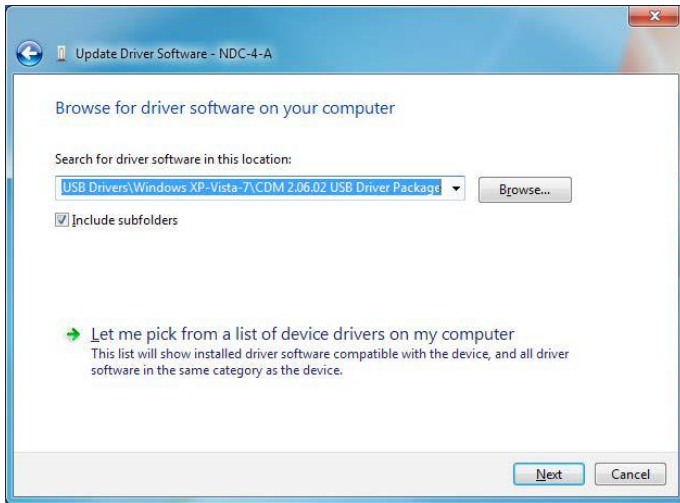 Update Driver Software - NDC-4-A
Browse for driver software on your computer
Search for driver software in this location:
USB Drivers\Windows XP-Vista-7\CDM 2.06.02 USB Driver Package
Browse...
Include subfolders
Let me pick from a list of device drivers on my computer
This list will show installed driver software compatible with the device, and all driver
software in the same category as the device.
Next
Cancel